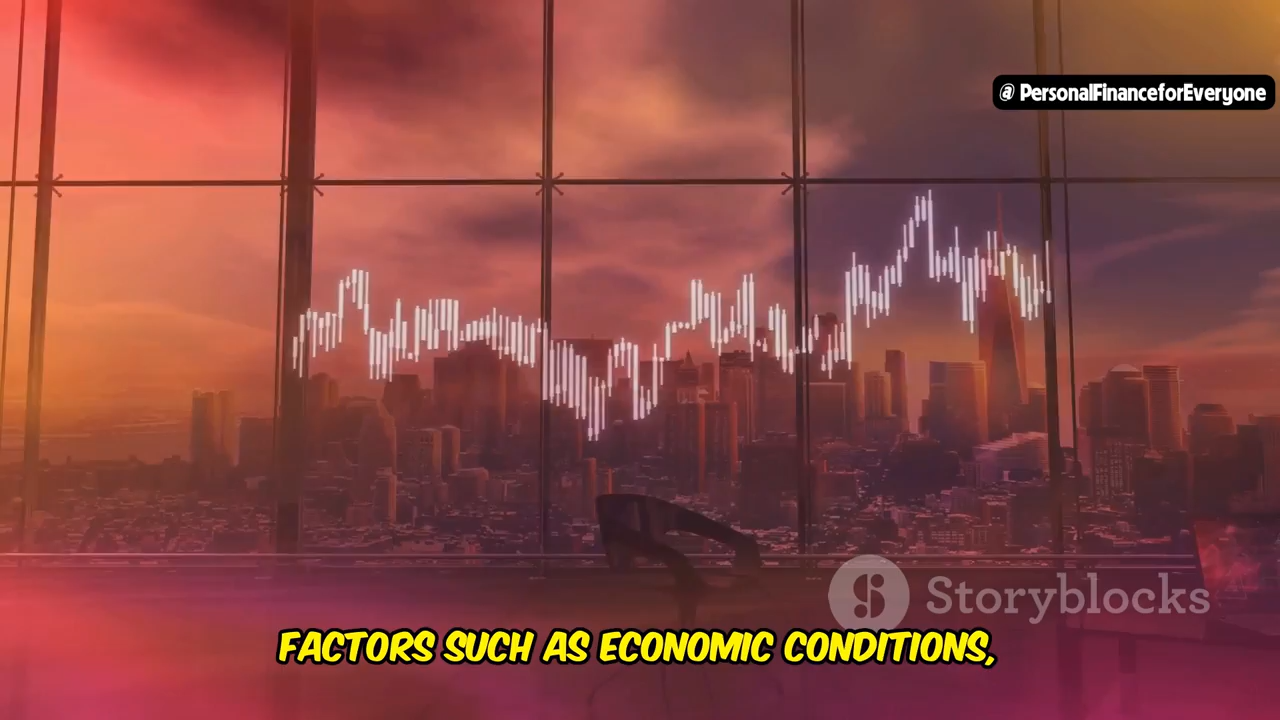 @ PersonalFinanceforEveryone
Storyblocks
FACTORS SUCH AS ECONOMIC CONDITIONS,